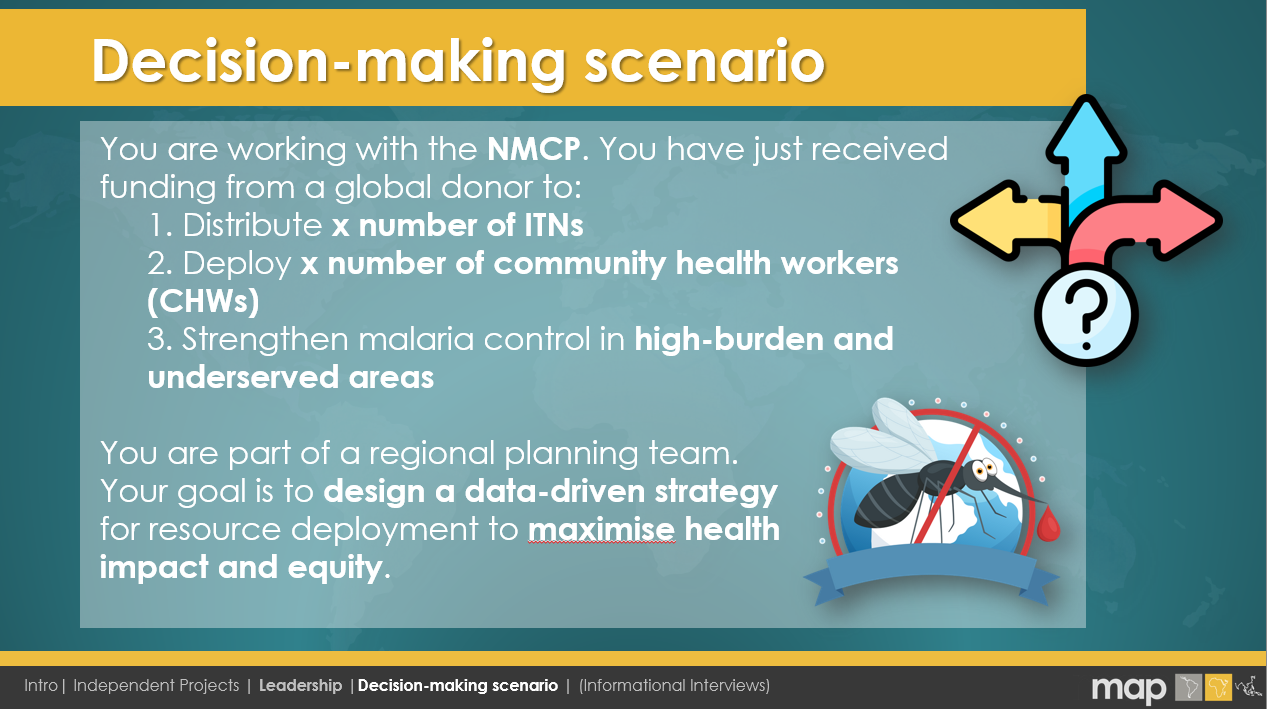 Decision-making scenario
You are working with the NMCP. You have just received
funding from a global donor to:
1. Distribute x number of ITNs
2. Deploy x number of community health workers
(CHWs)
3. Strengthen malaria control in high-burden and
underserved areas
You are part of a regional planning team.
Your goal is to design a data-driven strategy
for resource deployment to maximise health
impact and equity.
?
Intro| Independent Projects | Leadership |Decision-making scenario | (Informational Interviews)
map